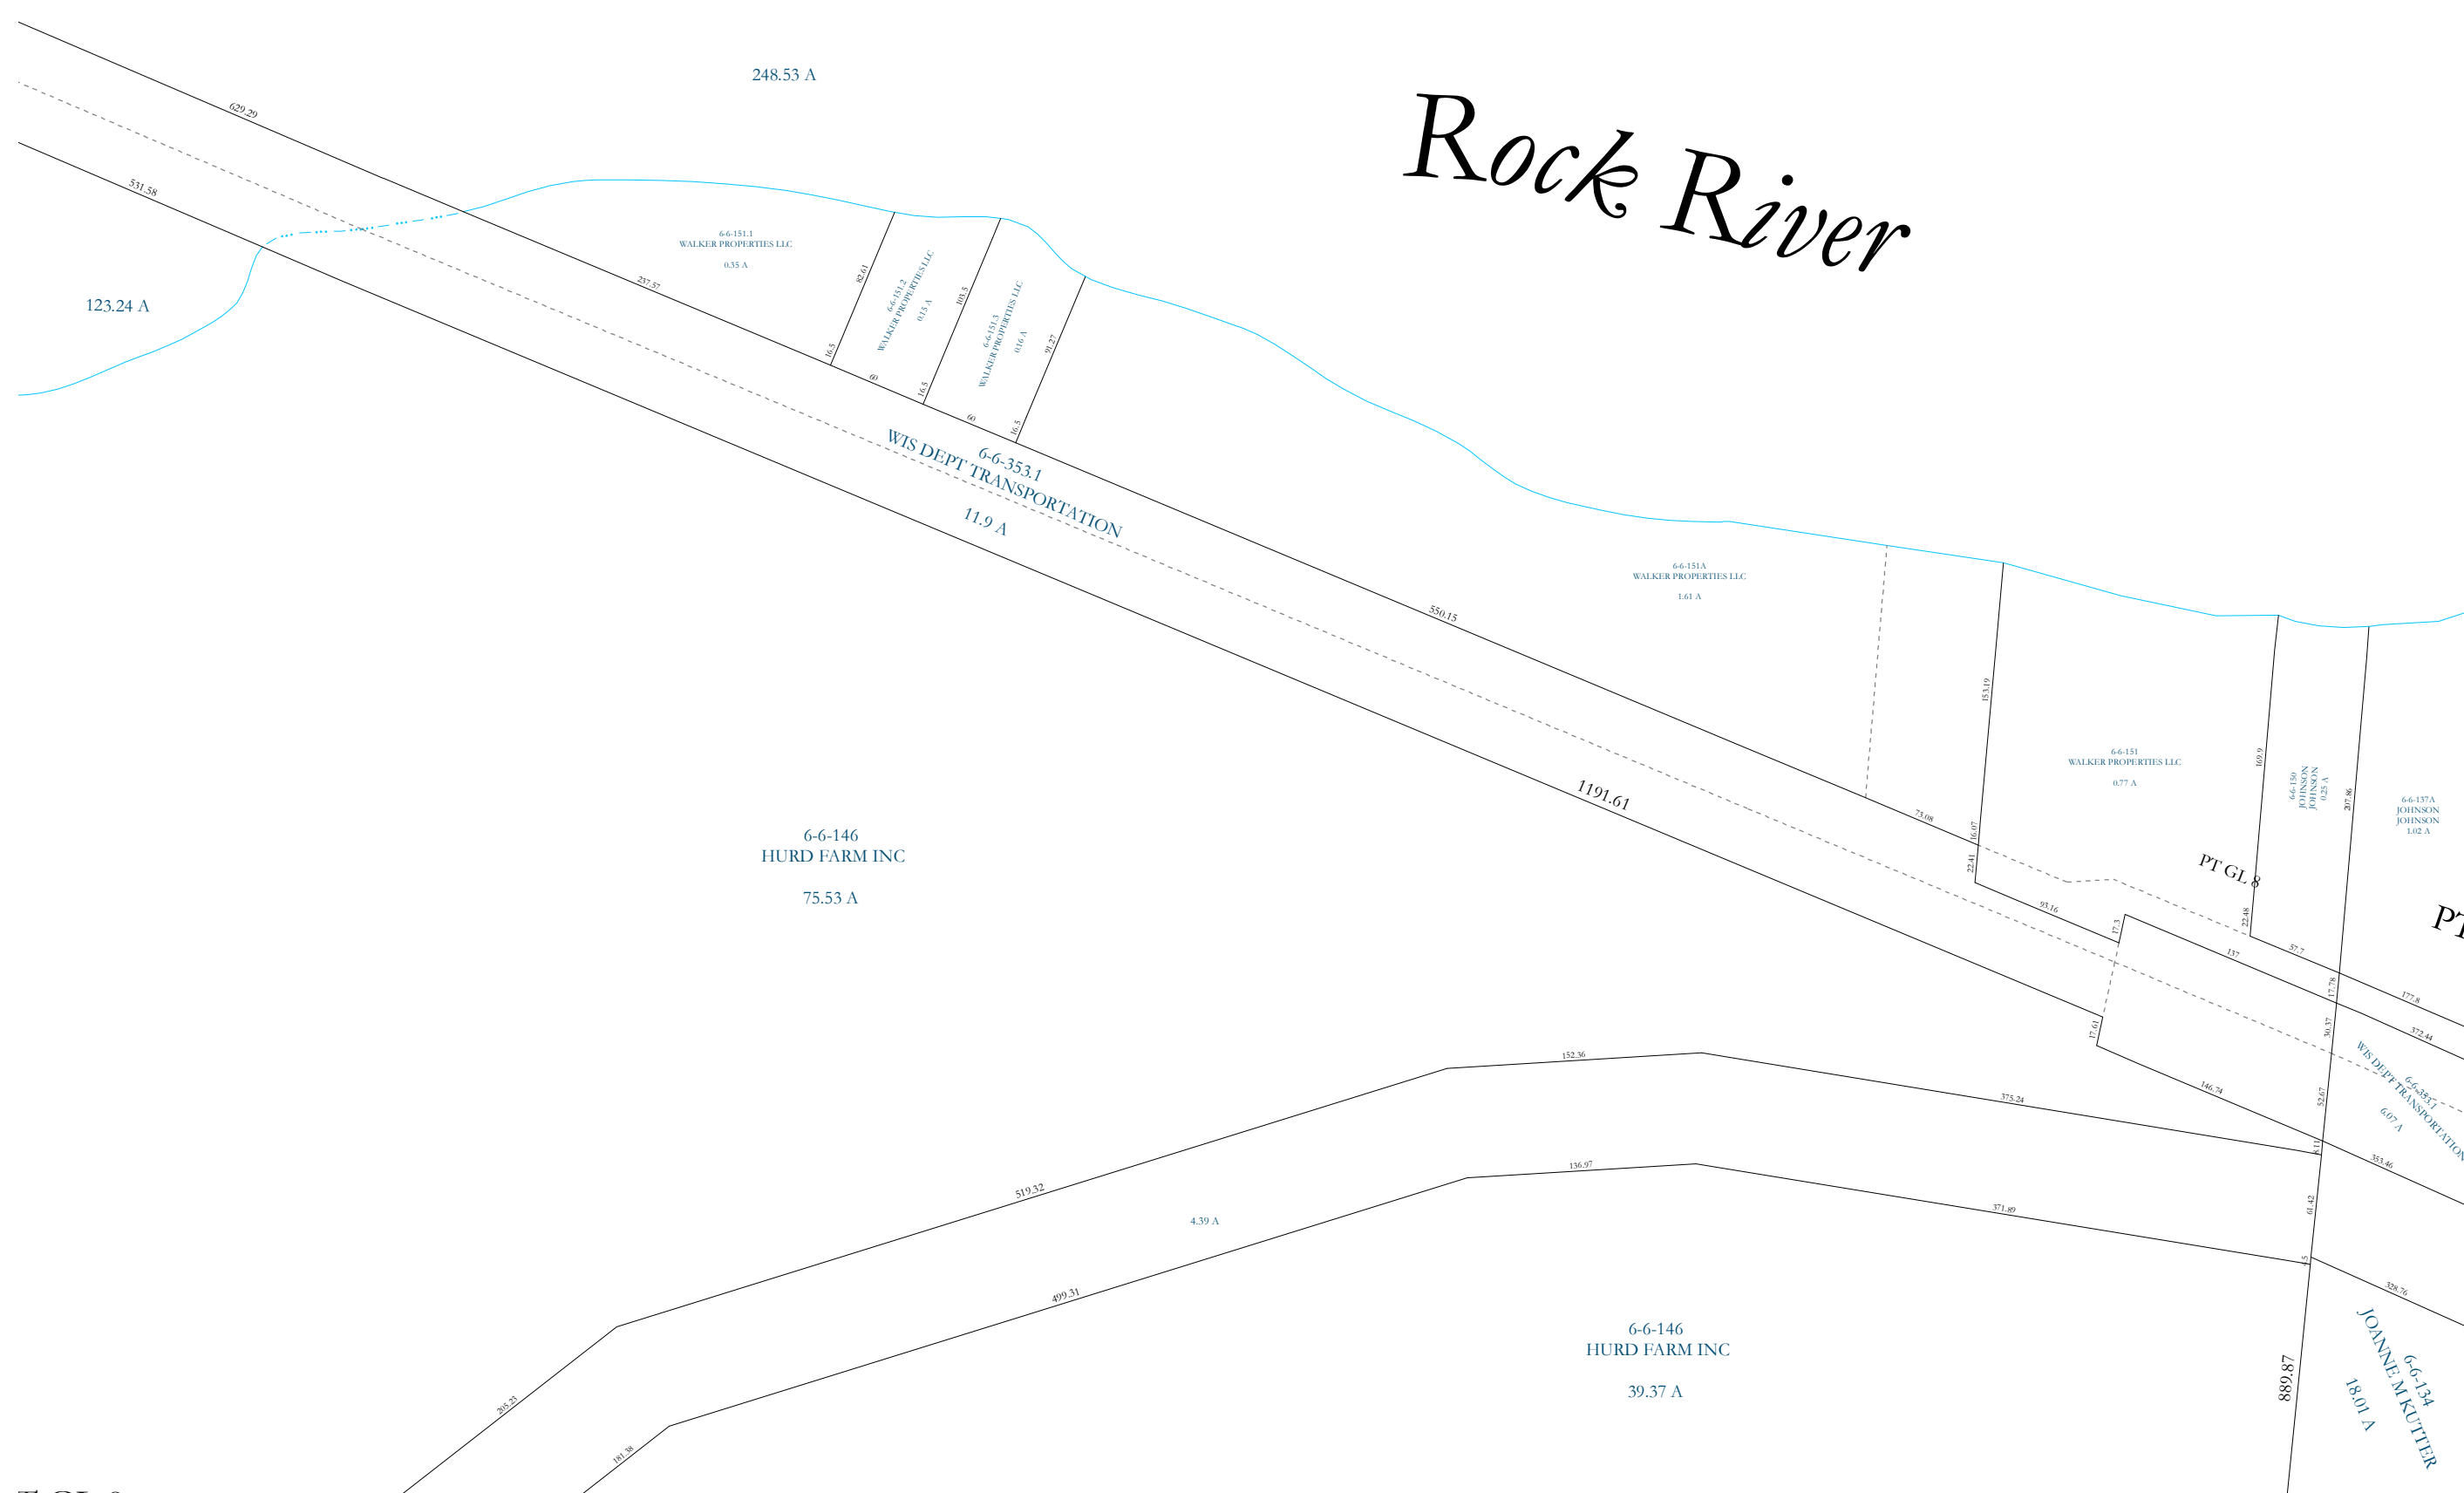 248.53 A
Rock River
629.29
531.58
123.24 A
6-6-151.1
WALKER PROPERTIES LLC
0.35 A
237.57
82.61
16.5
6-6-151.2
WALKER PROPERTIES LLC
0.15 A
60
103.5
16.5
6-6-151.3
WALKER PROPERTIES LLC
0.16 A
60
91.27
16.5
6-6-353.1
WIS DEPT TRANSPORTATION
11.9 A
550.15
6-6-151A
WALKER PROPERTIES LLC
1.61 A
153.19
73.08
16.07
22.41
6-6-151
WALKER PROPERTIES LLC
0.77 A
169.9
6-6-150
JOHNSON
JOHNSON
0.25 A
207.86
6-6-137A
JOHNSON
JOHNSON
1.02 A
PT GL 8
PT
93.16
17.3
22.48
137
57.7
17.78
177.8
372.44
30.37
1191.61
17.61
146.74
52.67
6-6-353.1
WIS DEPT TRANSPORTATION
6.07 A
353.46
6-6-146
HURD FARM INC
75.53 A
152.36
375.24
519.32
136.97
371.89
61.42
4.39 A
499.31
328.76
6-6-146
HURD FARM INC
39.37 A
889.87
6-6-134
JOANNE M KUTTER
18.01 A
205.23
181.38